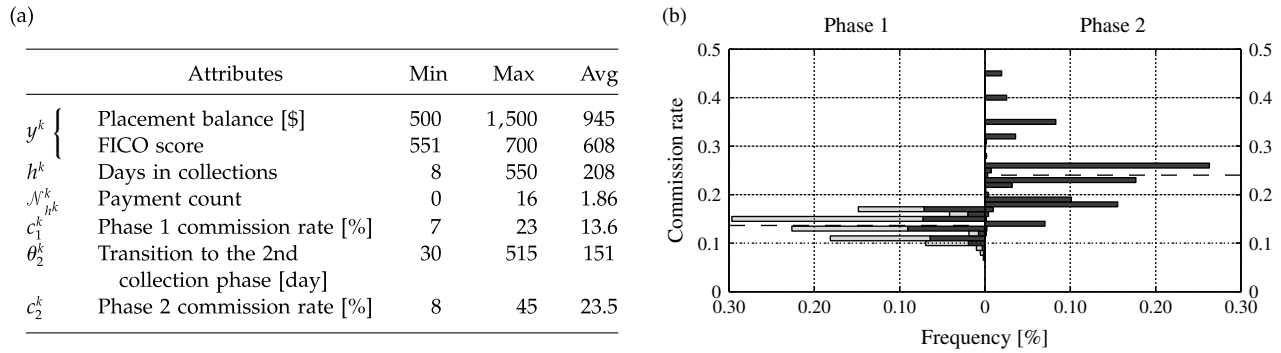 (a)
Attributes Min Max Avg
y^k { Placement balance [$] 500 1,500 945
FICO score 551 700 608
h^k Days in collections 8 550 208
𝒩^k_{h^k} Payment count 0 16 1.86
c^k_1 Phase 1 commission rate [%] 7 23 13.6
θ^k_2 Transition to the 2nd 30 515 151
collection phase [day]
c^k_2 Phase 2 commission rate [%] 8 45 23.5
(b)
Phase 1 Phase 2
0.5 0.5
0.4 0.4
0.3 0.3
0.2 0.2
0.1 0.1
0 0
Commission rate
0.30 0.20 0.10 0 0.10 0.20 0.30
Frequency [%]